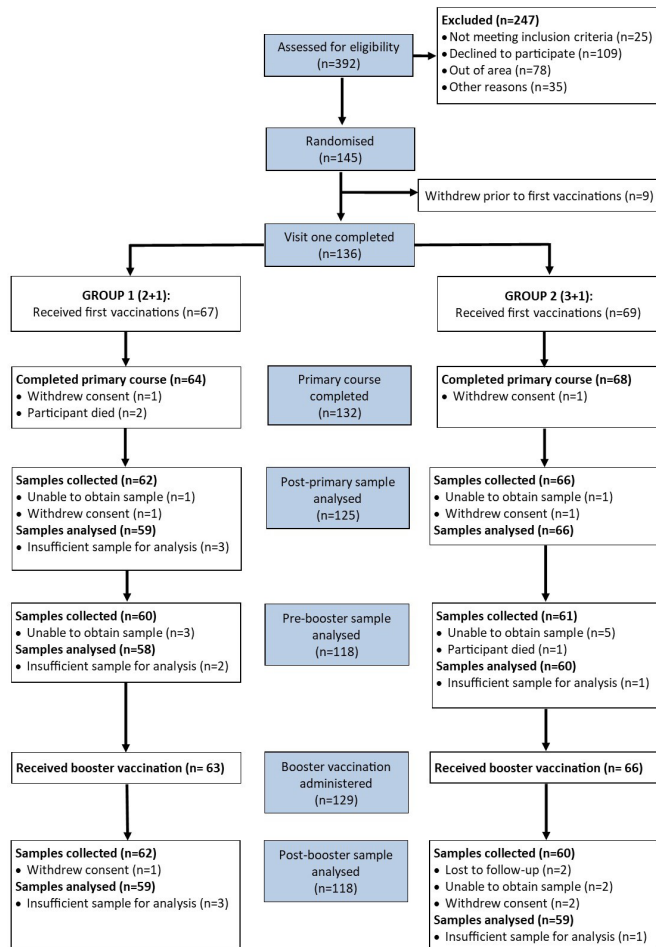 Excluded (n=247)
• Not meeting inclusion criteria (n=25)
• Declined to participate (n=109)
• Out of area (n=78)
• Other reasons (n=35)
Assessed for eligibility
(n=392)
Randomised
(n=145)
Withdrew prior to first vaccinations (n=9)
Visit one completed
(n=136)
GROUP 1 (2+1):
Received first vaccinations (n=67)
GROUP 2 (3+1):
Received first vaccinations (n=69)
Completed primary course (n=64)
• Withdrew consent (n=1)
• Participant died (n=2)
Primary course
completed
(n=132)
Completed primary course (n=68)
• Withdrew consent (n=1)
Samples collected (n=62)
• Unable to obtain sample (n=1)
• Withdrew consent (n=1)
Samples analysed (n=59)
• Insufficient sample for analysis (n=3)
Post-primary sample
analysed
(n=125)
Samples collected (n=66)
• Unable to obtain sample (n=1)
• Withdrew consent (n=1)
Samples analysed (n=66)
Samples collected (n=60)
• Unable to obtain sample (n=3)
Samples analysed (n=58)
• Insufficient sample for analysis (n=2)
Pre-booster sample
analysed
(n=118)
Samples collected (n=61)
• Unable to obtain sample (n=5)
• Participant died (n=1)
Samples analysed (n=60)
• Insufficient sample for analysis (n=1)
Received booster vaccination (n= 63)
Booster vaccination
administered
(n=129)
Received booster vaccination (n= 66)
Samples collected (n=62)
• Withdrew consent (n=1)
Samples analysed (n=59)
• Insufficient sample for analysis (n=3)
Post-booster sample
analysed
(n=118)
Samples collected (n=60)
• Lost to follow-up (n=2)
• Unable to obtain sample (n=2)
• Withdrew consent (n=2)
Samples analysed (n=59)
• Insufficient sample for analysis (n=1)